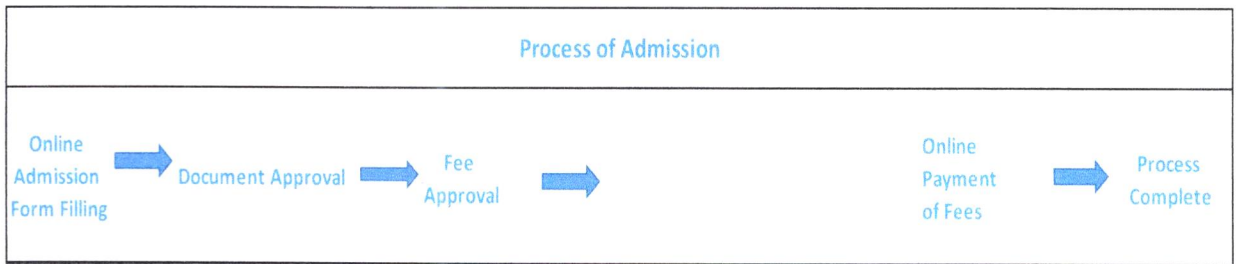 Process of Admission
Online
Admission
Form Filling
Document Approval
Fee
Approval
Online
Payment
of Fees
Process
Complete